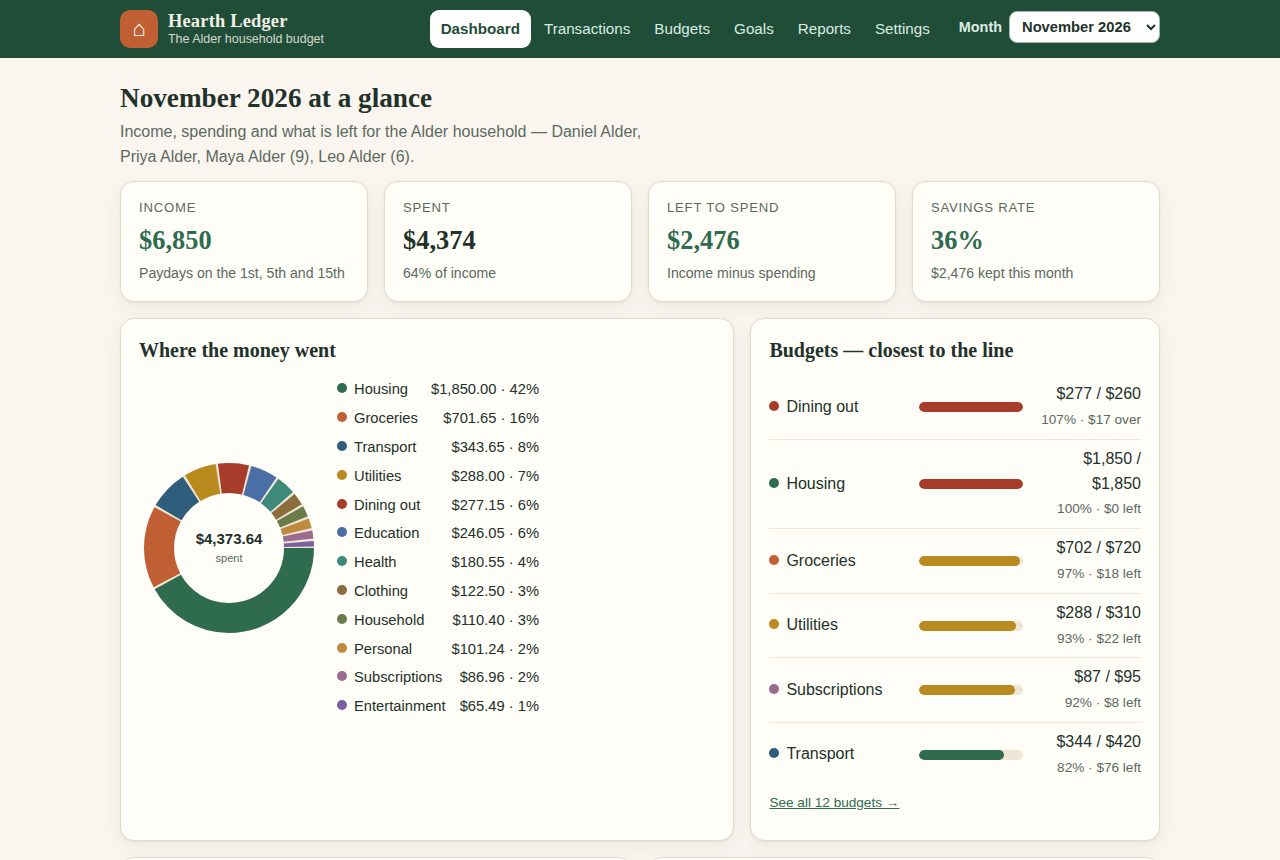 Hearth Ledger
The Alder household budget
Dashboard
Transactions
Budgets
Goals
Reports
Settings
Month
November 2026
November 2026 at a glance
Income, spending and what is left for the Alder household — Daniel Alder,
Priya Alder, Maya Alder (9), Leo Alder (6).
INCOME
$6,850
Paydays on the 1st, 5th and 15th
SPENT
$4,374
64% of income
LEFT TO SPEND
$2,476
Income minus spending
SAVINGS RATE
36%
$2,476 kept this month
Where the money went
$4,373.64
spent
Housing $1,850.00 · 42%
Groceries $701.65 · 16%
Transport $343.65 · 8%
Utilities $288.00 · 7%
Dining out $277.15 · 6%
Education $246.05 · 6%
Health $180.55 · 4%
Clothing $122.50 · 3%
Household $110.40 · 3%
Personal $101.24 · 2%
Subscriptions $86.96 · 2%
Entertainment $65.49 · 1%
Budgets — closest to the line
Dining out
$277 / $260
107% · $17 over
Housing
$1,850 /
$1,850
100% · $0 left
Groceries
$702 / $720
97% · $18 left
Utilities
$288 / $310
93% · $22 left
Subscriptions
$87 / $95
92% · $8 left
Transport
$344 / $420
82% · $76 left
See all 12 budgets →